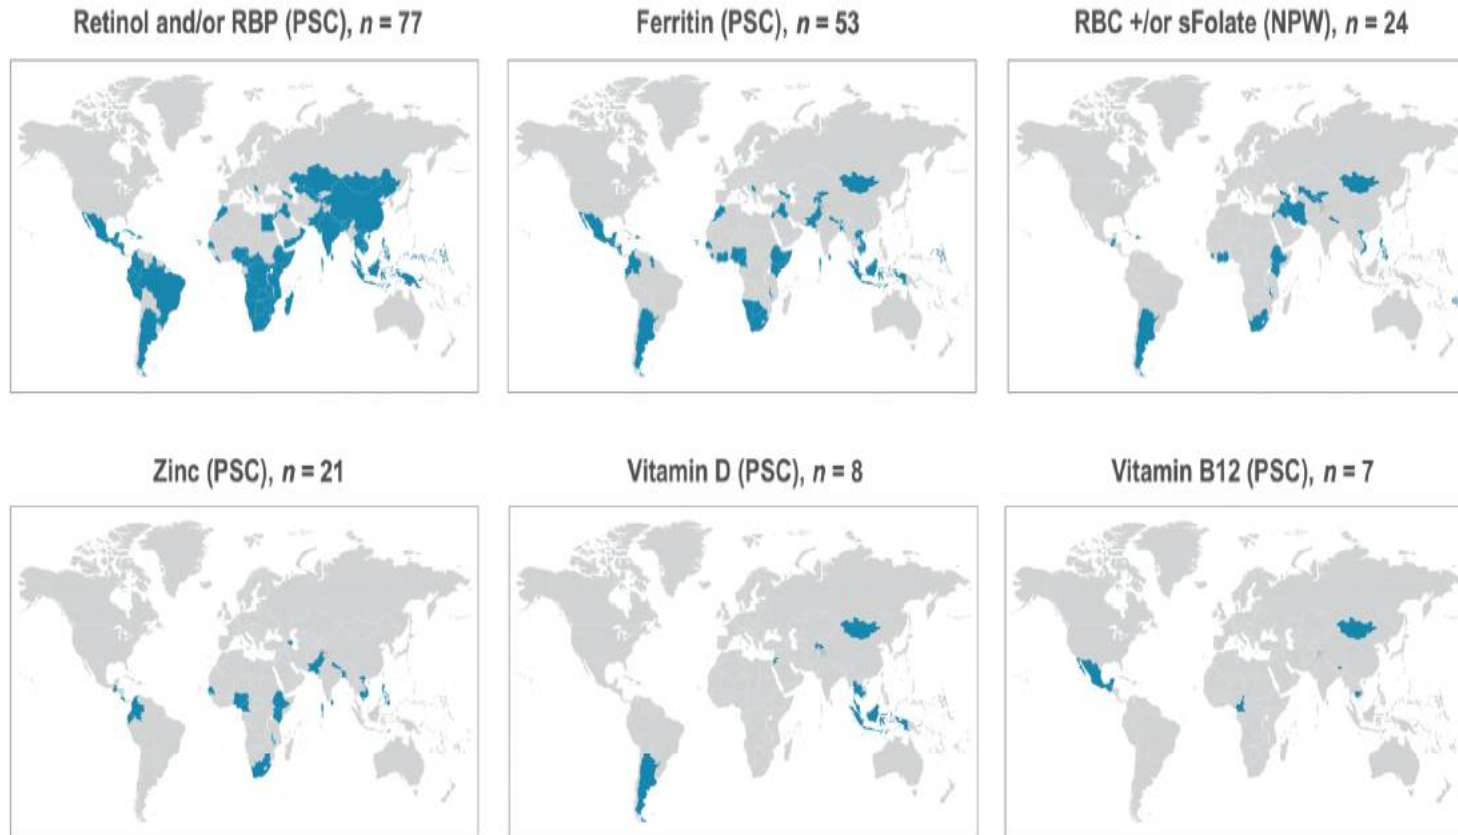 Retinol and/or RBP (PSC), n = 77
Ferritin (PSC), n = 53
RBC +/or sFolate (NPW), n = 24
Zinc (PSC), n = 21
Vitamin D (PSC), n = 8
Vitamin B12 (PSC), n = 7